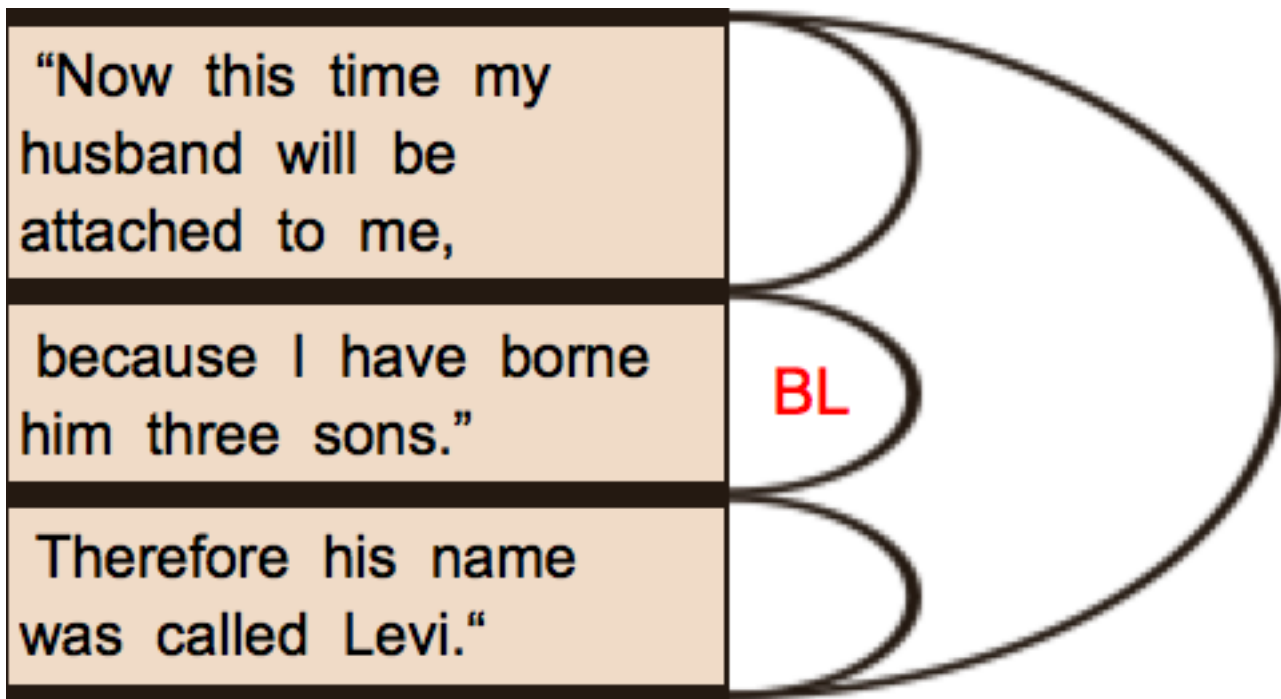 “Now this time my
husband will be
attached to me,
because I have borne
him three sons.”
BL
Therefore his name
was called Levi.“